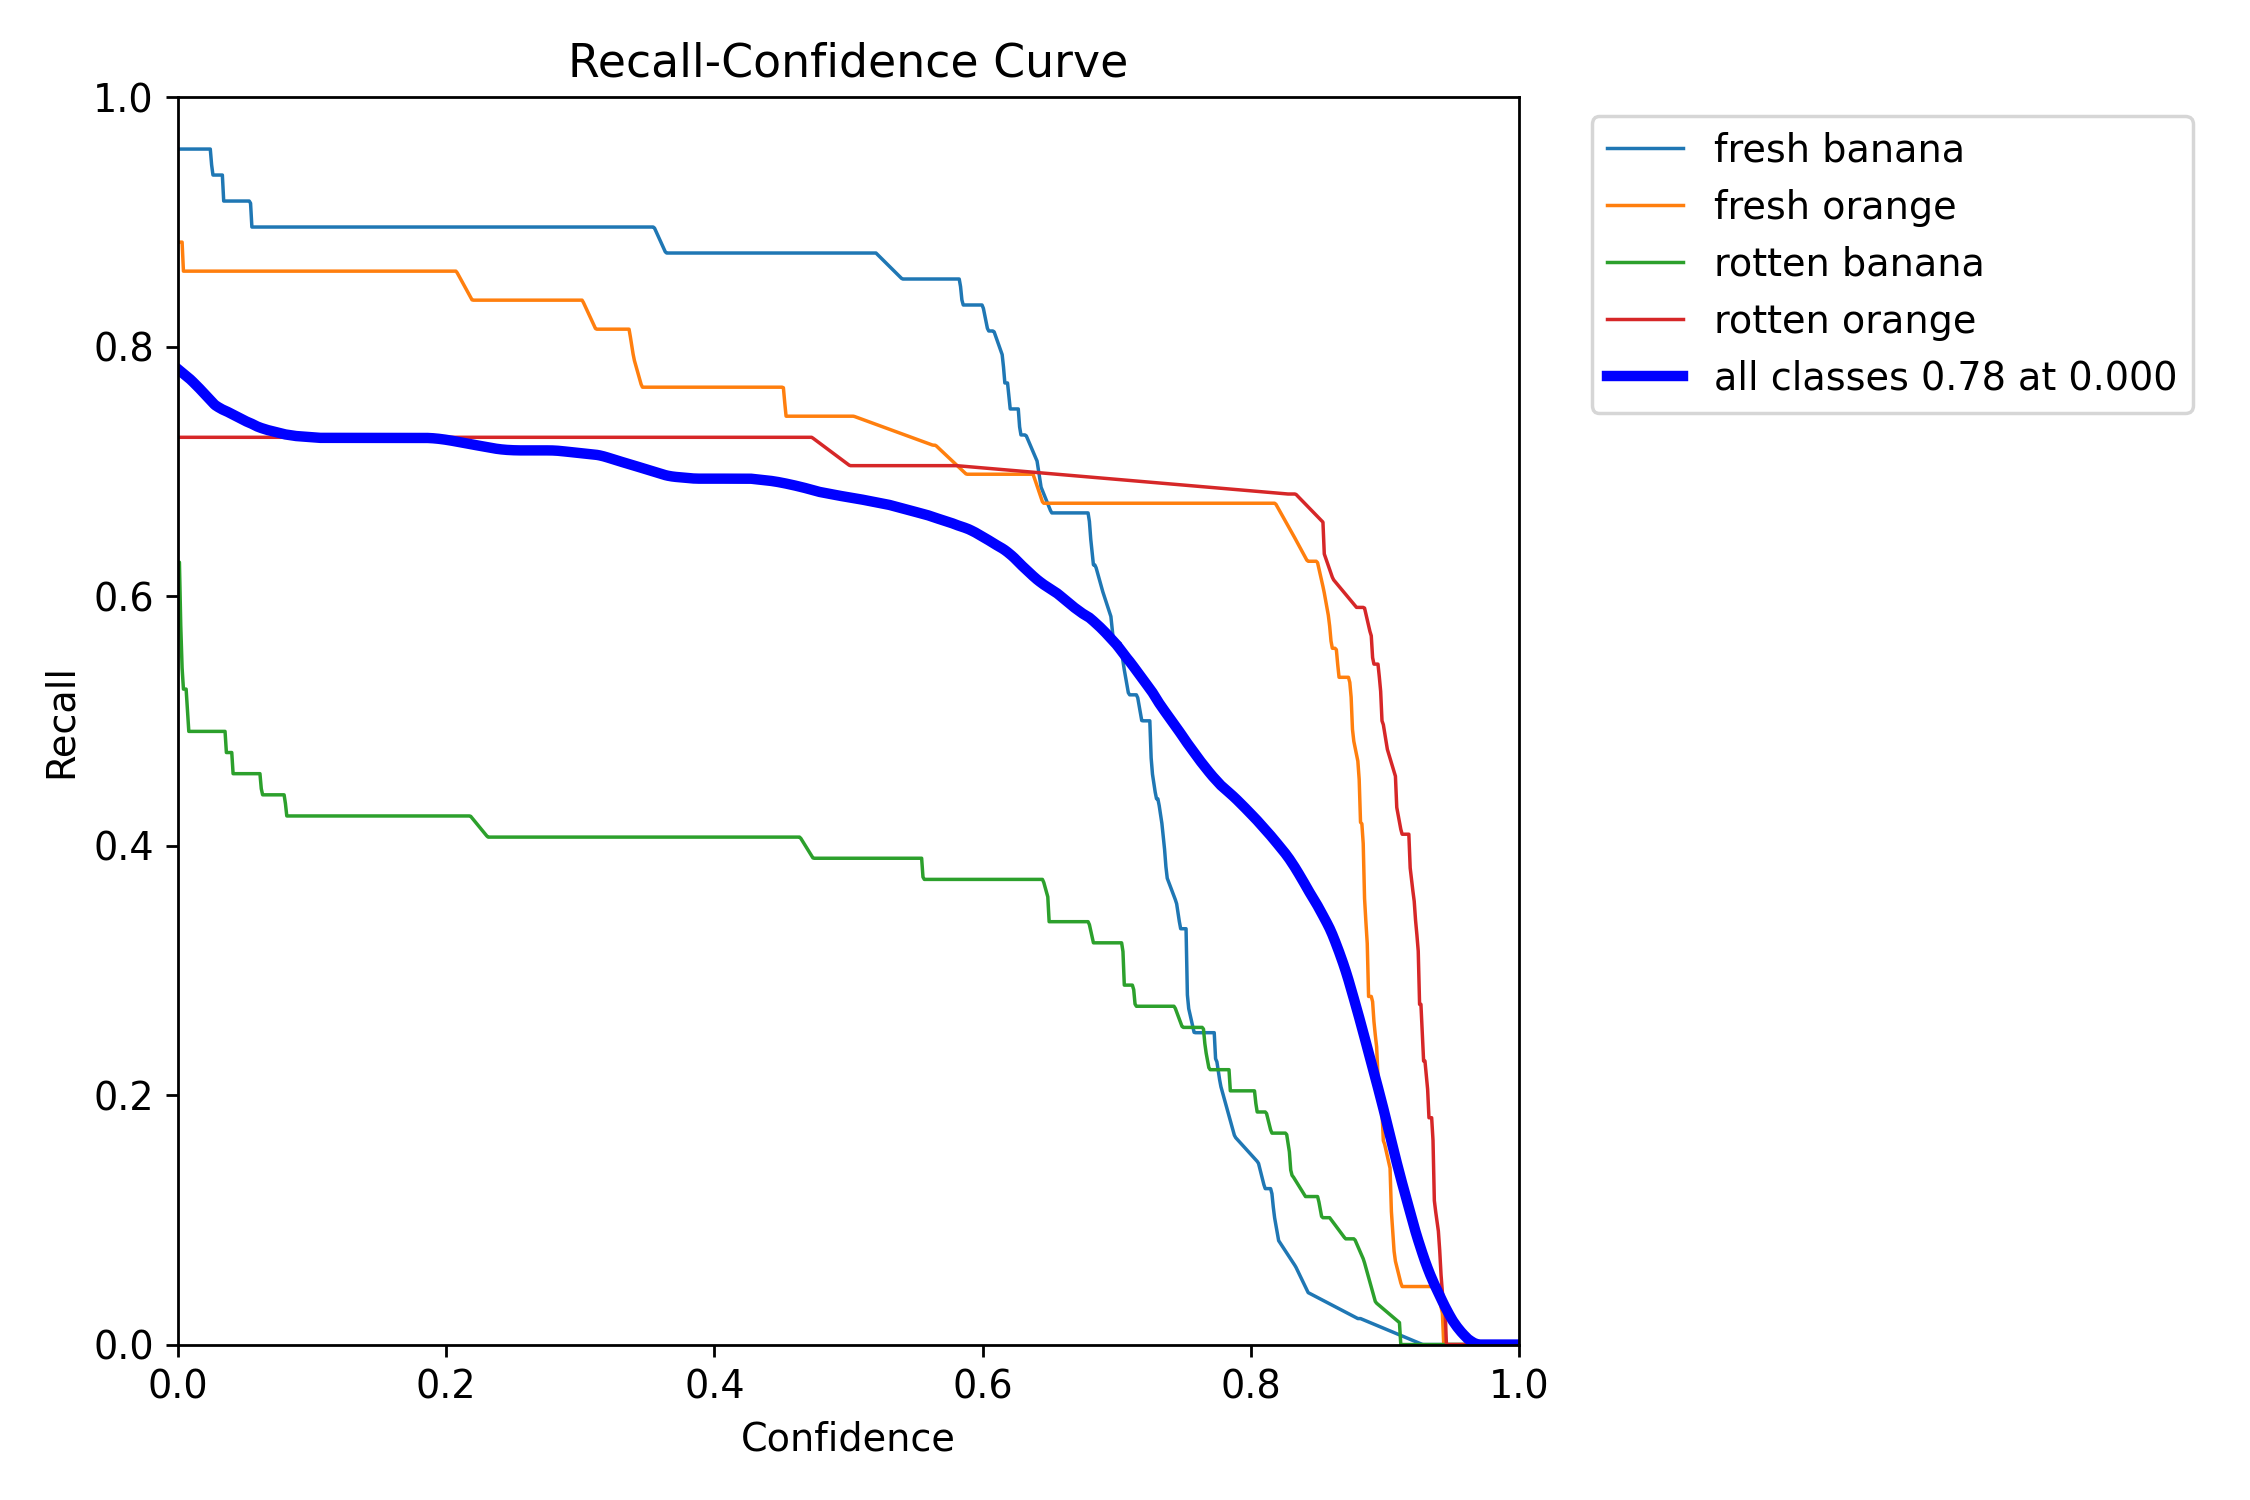 Recall-Confidence Curve
1.0
0.8
0.6
0.4
0.2
0.0
Recall
0.0 0.2 0.4 0.6 0.8 1.0
Confidence
fresh banana
fresh orange
rotten banana
rotten orange
all classes 0.78 at 0.000